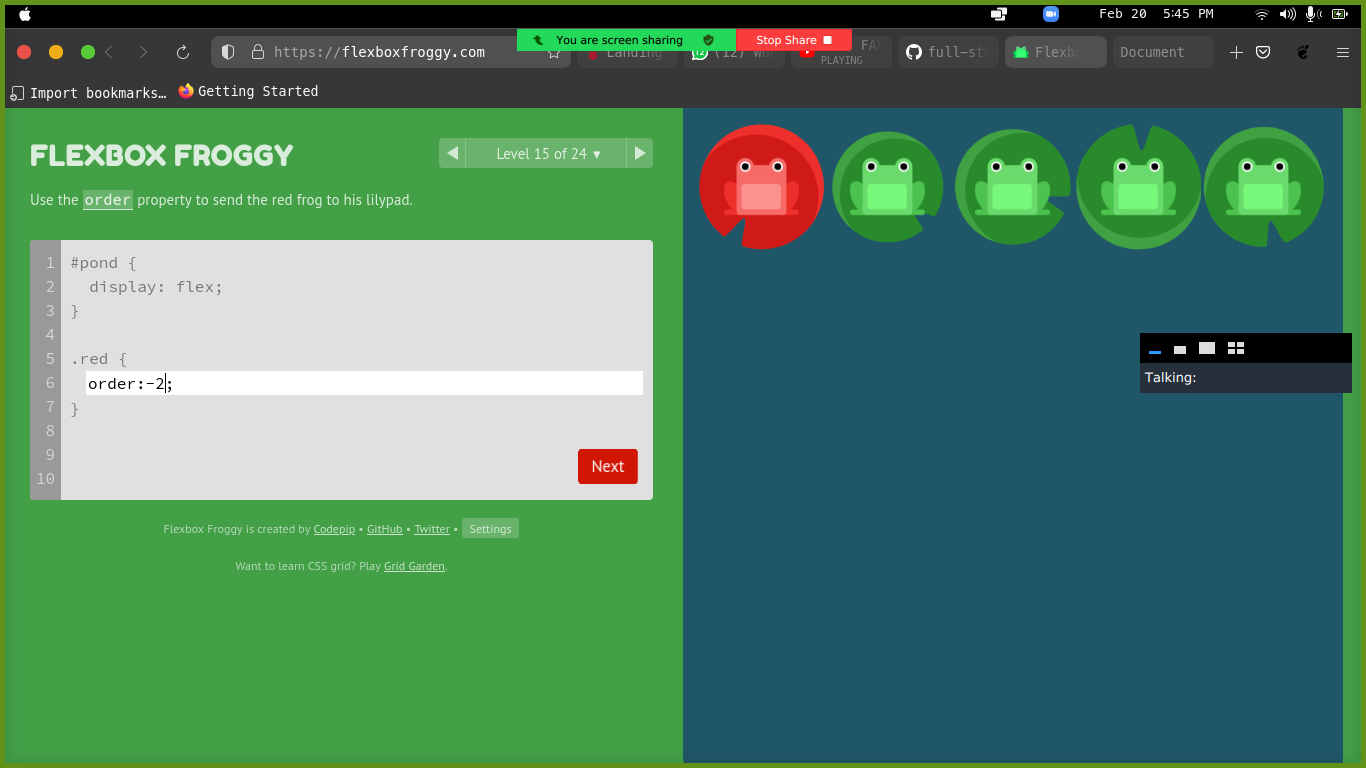 Feb 20 5:45 PM
You are screen sharing Stop Share
https://flexboxfroggy.com Landing (12) Wh PLAYING FAV full-st Flexbo Document
Import bookmarks… Getting Started
FLEXBOX FROGGY
Level 15 of 24 ▾
Use the order property to send the red frog to his lilypad.
1 #pond {
2 display: flex;
3 }
4
5 .red {
6 order:-2;
7 }
8
9
10
Next
Flexbox Froggy is created by Codepip • GitHub • Twitter • Settings
Want to learn CSS grid? Play Grid Garden.
Talking: